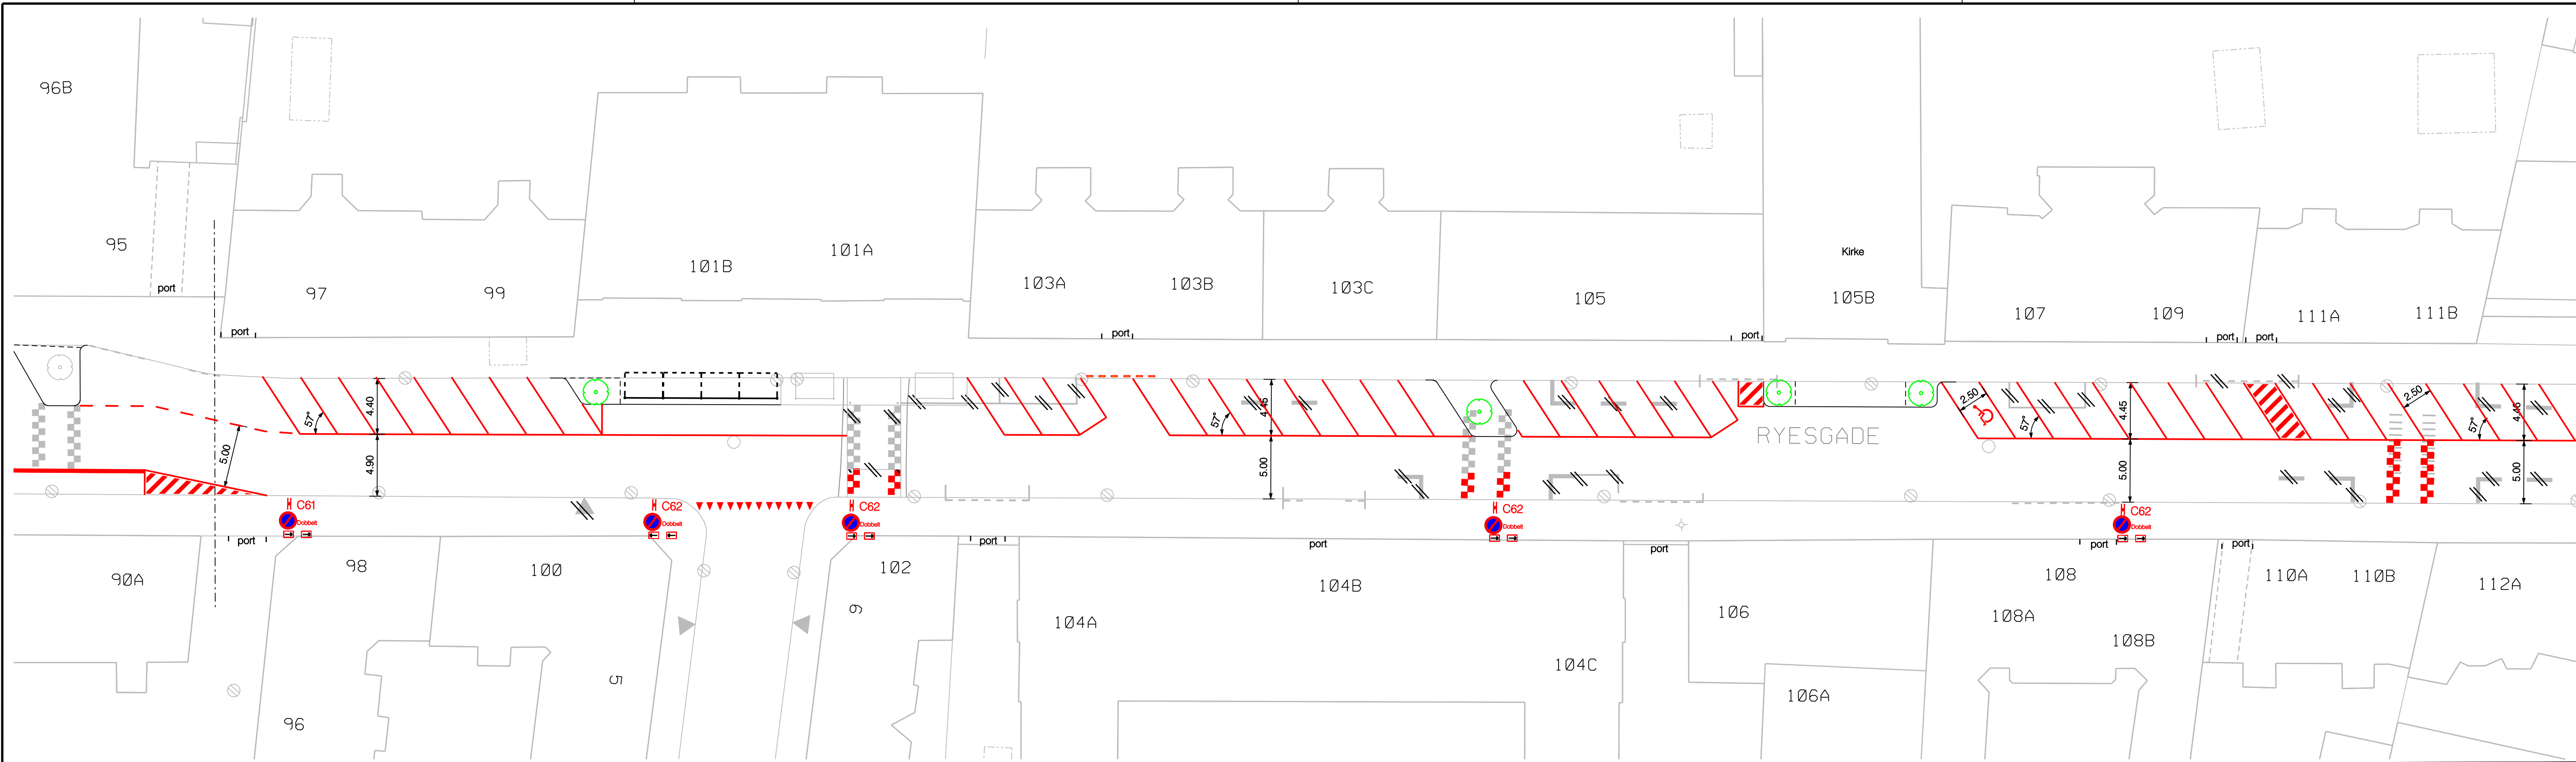 96B
95
port
97
99
port
101B
101A
103A
103B
103C
port
105
port
Kirke
105B
107
109
port
port
111A
111B
57°
4.40
5.00
4.90
57°
4.45
5.00
RYESGADE
2.50
57°
4.45
5.00
2.50
57°
4.45
5.00
C61
Dobbelt
C62
Dobbelt
C62
Dobbelt
C62
Dobbelt
C62
Dobbelt
port
port
port
port
port
port
90A
98
100
102
104B
108
110A
110B
112A
5
6
104A
106
108A
108B
104C
96
106A